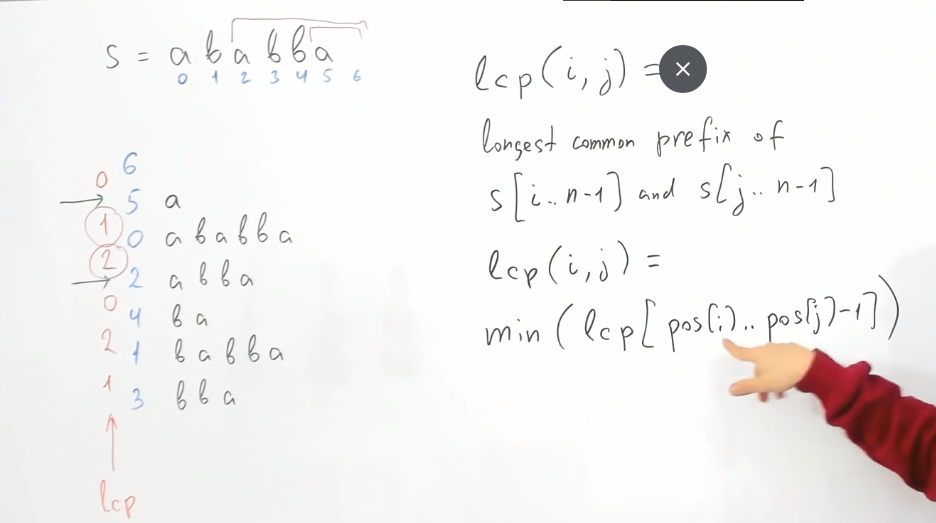 S = a b a b b a
0 1 2 3 4 5 6
6
0
5 a
1
0 a b a b b a
2
2 a b b a
0
4 b a
2
1 b a b b a
1
3 b b a
lcp
lcp(i,j) =
longest common prefix of
s[i..n-1] and s[j..n-1]
lcp(i,j) =
min(lcp[pos(i)..pos(j)-1])